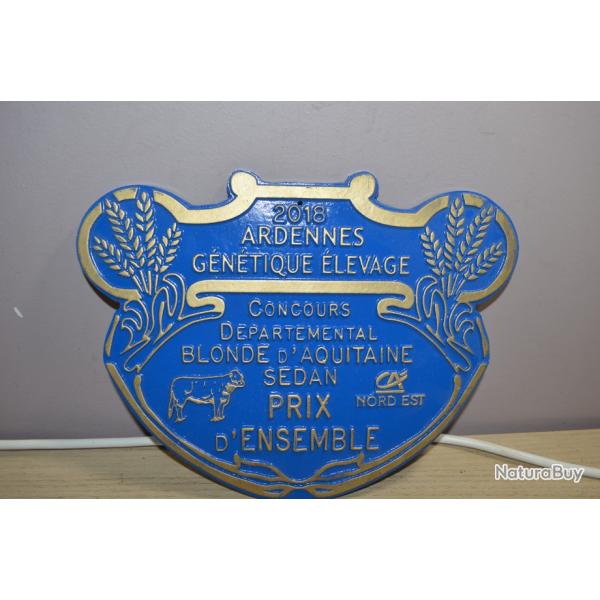 2018
ARDENNES
GÉNÉTIQUE ÉLEVAGE
CONCOURS
DÉPARTEMENTAL
BLONDE D'AQUITAINE
SEDAN
CA
NORD EST
PRIX
D'ENSEMBLE
NaturaBuy